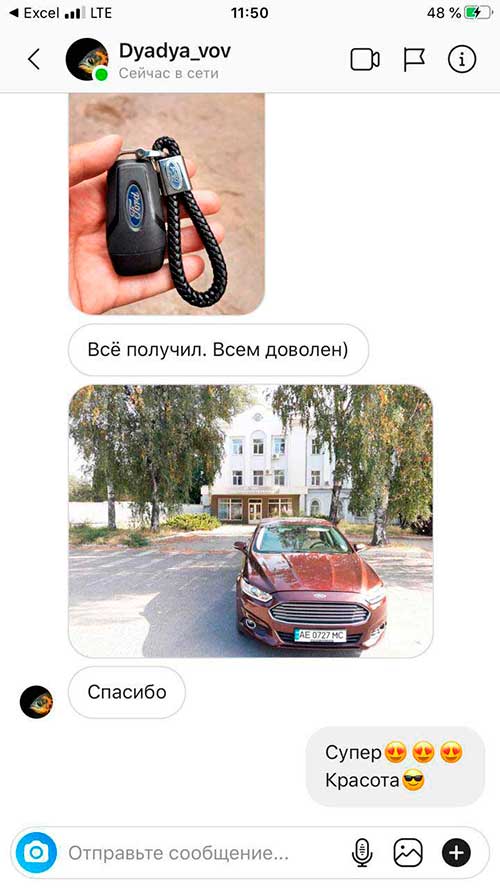 Excel LTE 11:50 48 %
Dyadya_vov
Сейчас в сети
Ford
Ford
Всё получил. Всем доволен)
AE 0727 MC
Спасибо
Супер😍😍😍
Красота😎
Отправьте сообщение...